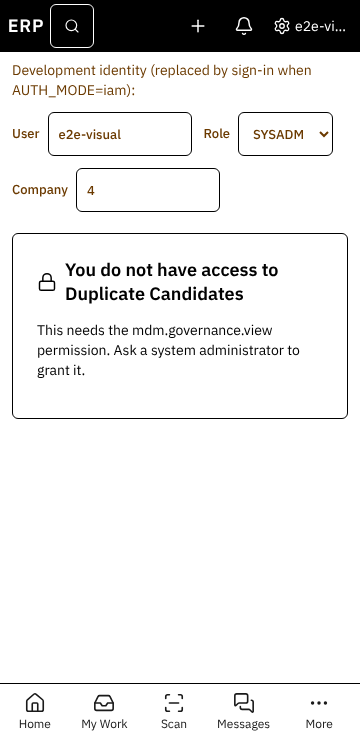 ERP
e2e-vi...
Development identity (replaced by sign-in when
AUTH_MODE=iam):
User e2e-visual Role SYSADM
Company 4
You do not have access to
Duplicate Candidates
This needs the mdm.governance.view
permission. Ask a system administrator to
grant it.
Home My Work Scan Messages More